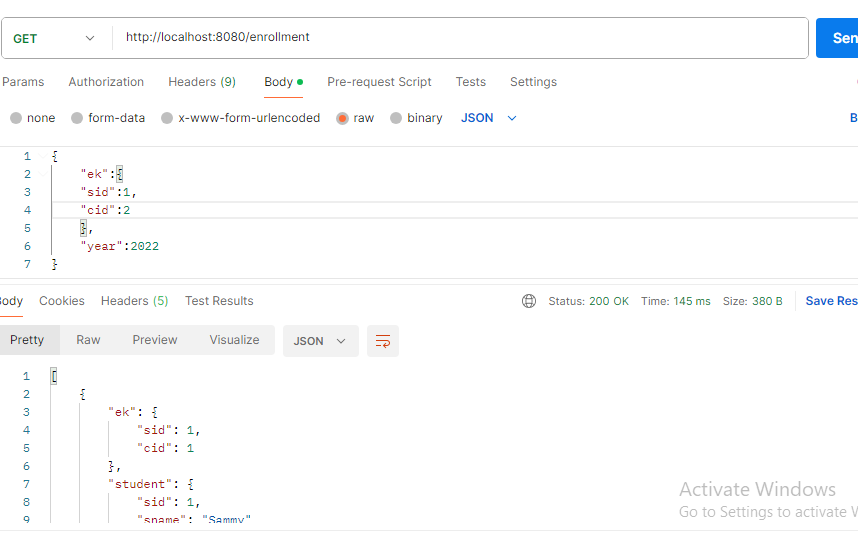 GET http://localhost:8080/enrollment Sen
Params Authorization Headers (9) Body Pre-request Script Tests Settings
none form-data x-www-form-urlencoded raw binary JSON B
1 {
2 "ek":{
3 "sid":1,
4 "cid":2
5 },
6 "year":2022
7 }
Body Cookies Headers (5) Test Results Status: 200 OK Time: 145 ms Size: 380 B Save Res
Pretty Raw Preview Visualize JSON
1 [
2 {
3 "ek": {
4 "sid": 1,
5 "cid": 1
6 },
7 "student": {
8 "sid": 1,
9 "sname": "Sammy"
Activate Windows
Go to Settings to activate W